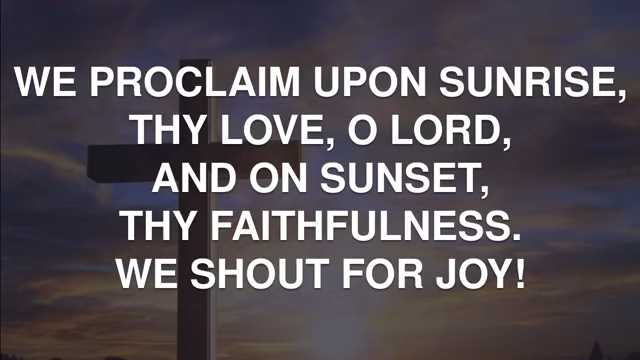 WE PROCLAIM UPON SUNRISE,
THY LOVE, O LORD,
AND ON SUNSET,
THY FAITHFULNESS.
WE SHOUT FOR JOY!